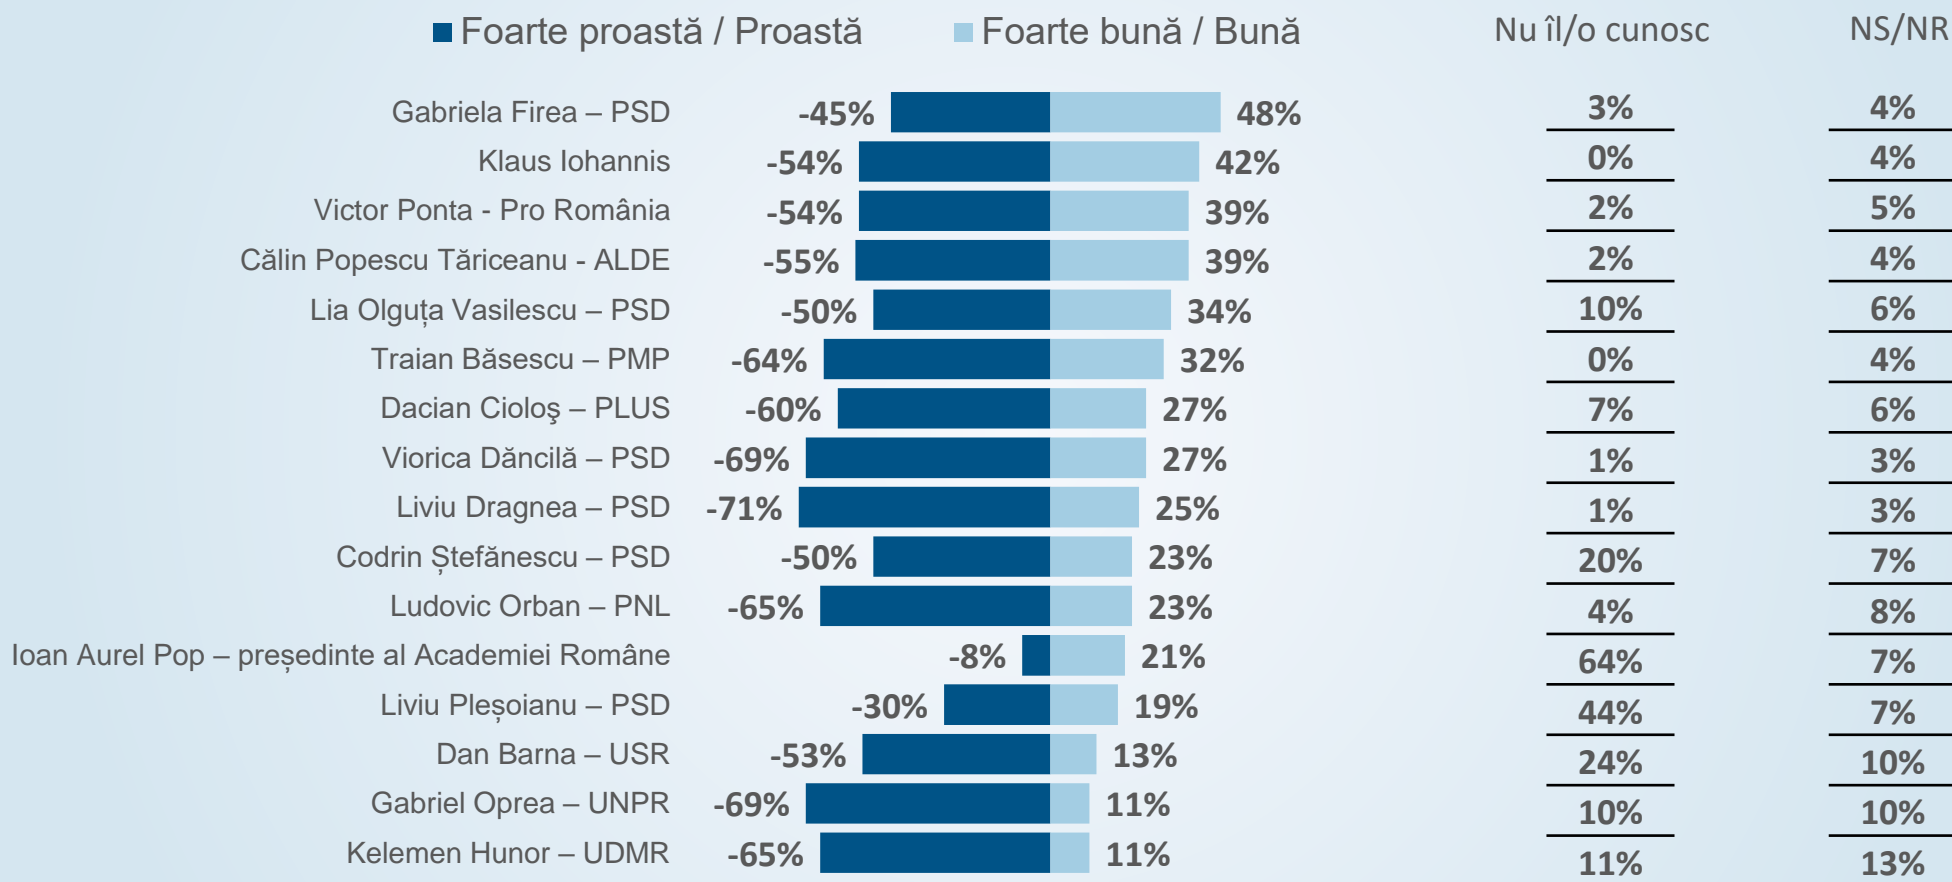 Foarte proastă / Proastă Foarte bună / Bună Nu îl/o cunosc NS/NR
Gabriela Firea – PSD -45% 48% 3% 4%
Klaus Iohannis -54% 42% 0% 4%
Victor Ponta - Pro România -54% 39% 2% 5%
Călin Popescu Tăriceanu - ALDE -55% 39% 2% 4%
Lia Olguța Vasilescu – PSD -50% 34% 10% 6%
Traian Băsescu – PMP -64% 32% 0% 4%
Dacian Cioloş – PLUS -60% 27% 7% 6%
Viorica Dăncilă – PSD -69% 27% 1% 3%
Liviu Dragnea – PSD -71% 25% 1% 3%
Codrin Ștefănescu – PSD -50% 23% 20% 7%
Ludovic Orban – PNL -65% 23% 4% 8%
Ioan Aurel Pop – președinte al Academiei Române -8% 21% 64% 7%
Liviu Pleșoianu – PSD -30% 19% 44% 7%
Dan Barna – USR -53% 13% 24% 10%
Gabriel Oprea – UNPR -69% 11% 10% 10%
Kelemen Hunor – UDMR -65% 11% 11% 13%